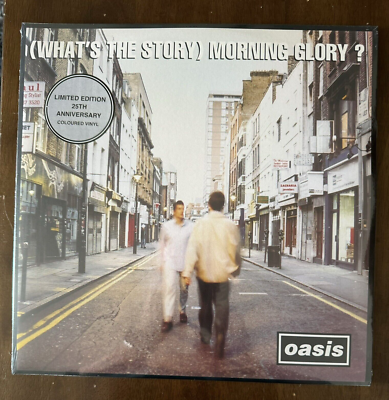 (WHAT'S THE STORY) MORNING GLORY ?
LIMITED EDITION
25TH
ANNIVERSARY
COLOURED VINYL
oasis